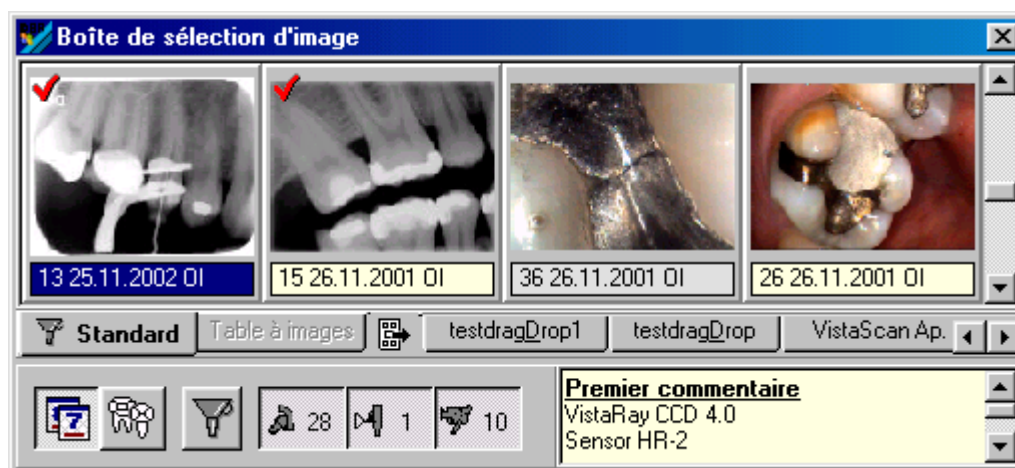 Boîte de sélection d'image
13 25.11.2002 OI
15 26.11.2001 OI
36 26.11.2001 OI
26 26.11.2001 OI
Standard
Table à images
testdragDrop1
testdragDrop
VistaScan Ap.
7
28
1
10
Premier commentaire
VistaRay CCD 4.0
Sensor HR-2